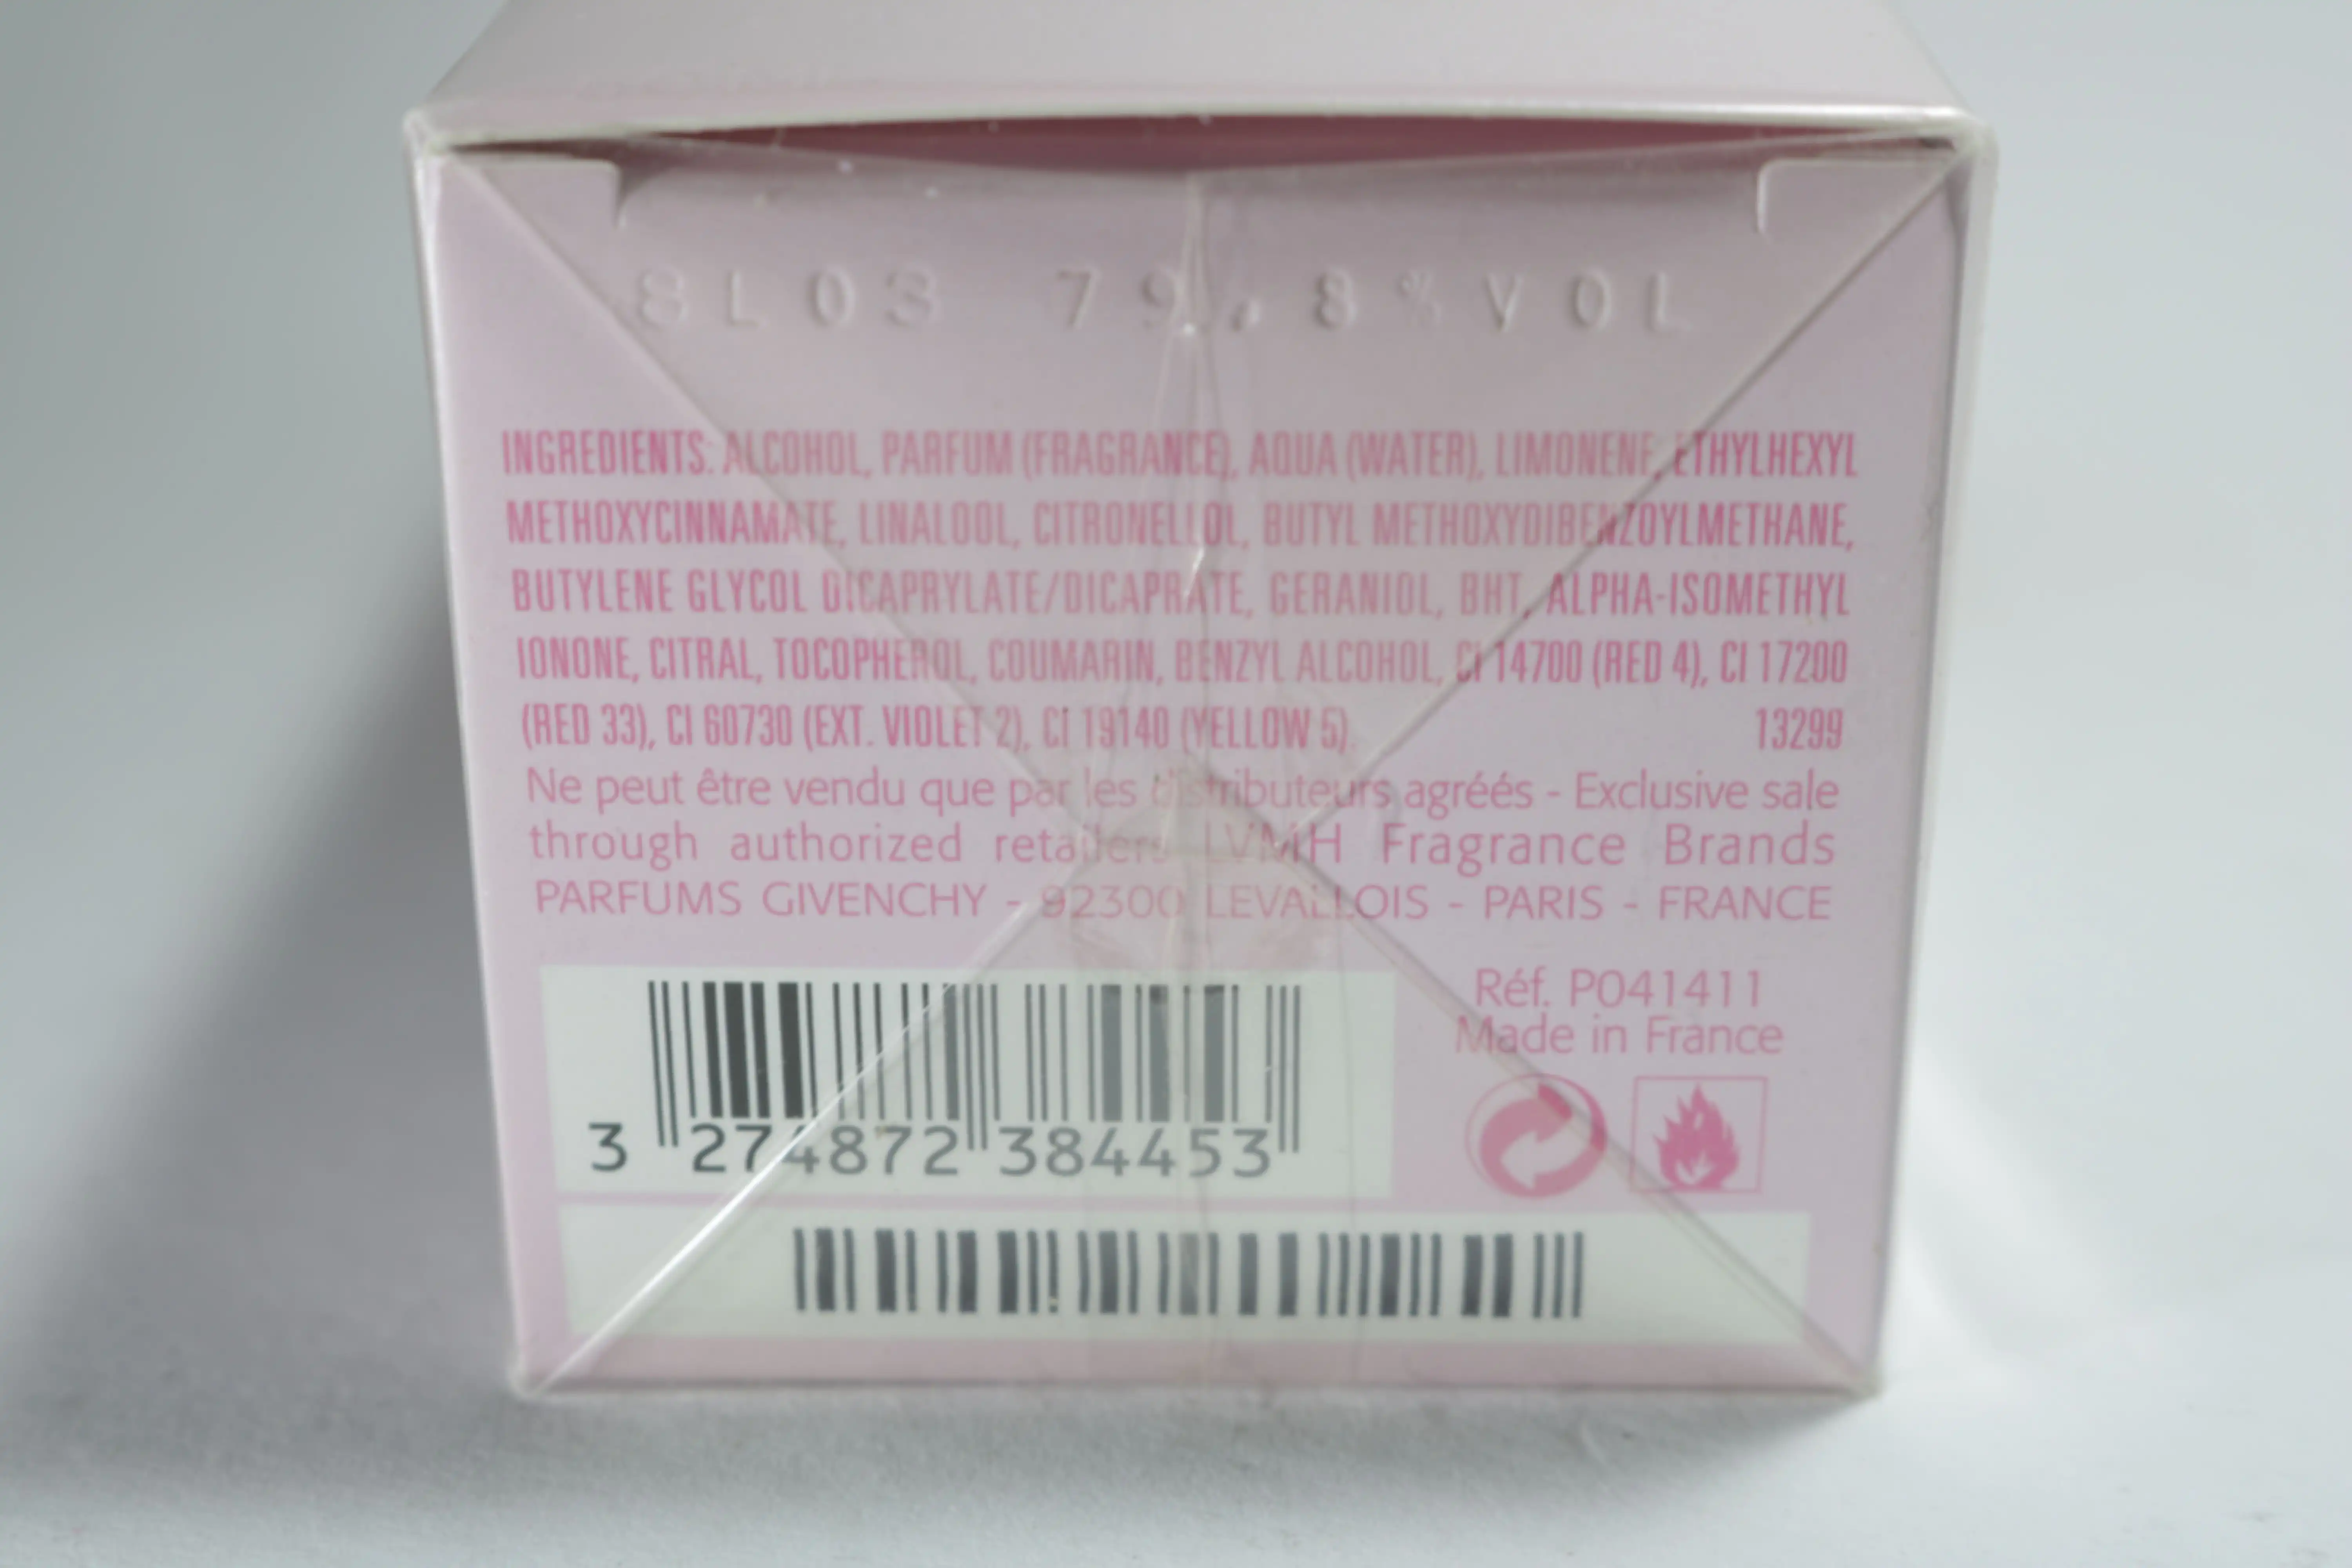 8L03 79.8%VOL
INGREDIENTS: ALCOHOL, PARFUM (FRAGRANCE), AQUA (WATER), LIMONENE, ETHYLHEXYL
METHOXYCINNAMATE, LINALOOL, CITRONELLOL, BUTYL METHOXYDIBENZOYLMETHANE,
BUTYLENE GLYCOL DICAPRYLATE/DICAPRATE, GERANIOL, BHT, ALPHA-ISOMETHYL
IONONE, CITRAL, TOCOPHEROL, COUMARIN, BENZYL ALCOHOL, CI 14700 (RED 4), CI 17200
(RED 33), CI 60730 (EXT. VIOLET 2), CI 19140 (YELLOW 5). 13299
Ne peut être vendu que par les distributeurs agréés - Exclusive sale
through authorized retailers LVMH Fragrance Brands
PARFUMS GIVENCHY - 92300 LEVALLOIS - PARIS - FRANCE
Réf. P041411
Made in France
3 274872 384453